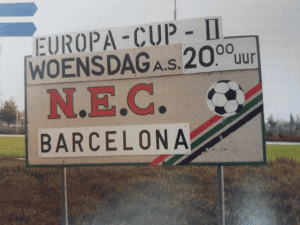 EUROPA-CUP-II
WOENSDAG A.S. 20.00 uur
N.E.C.
BARCELONA